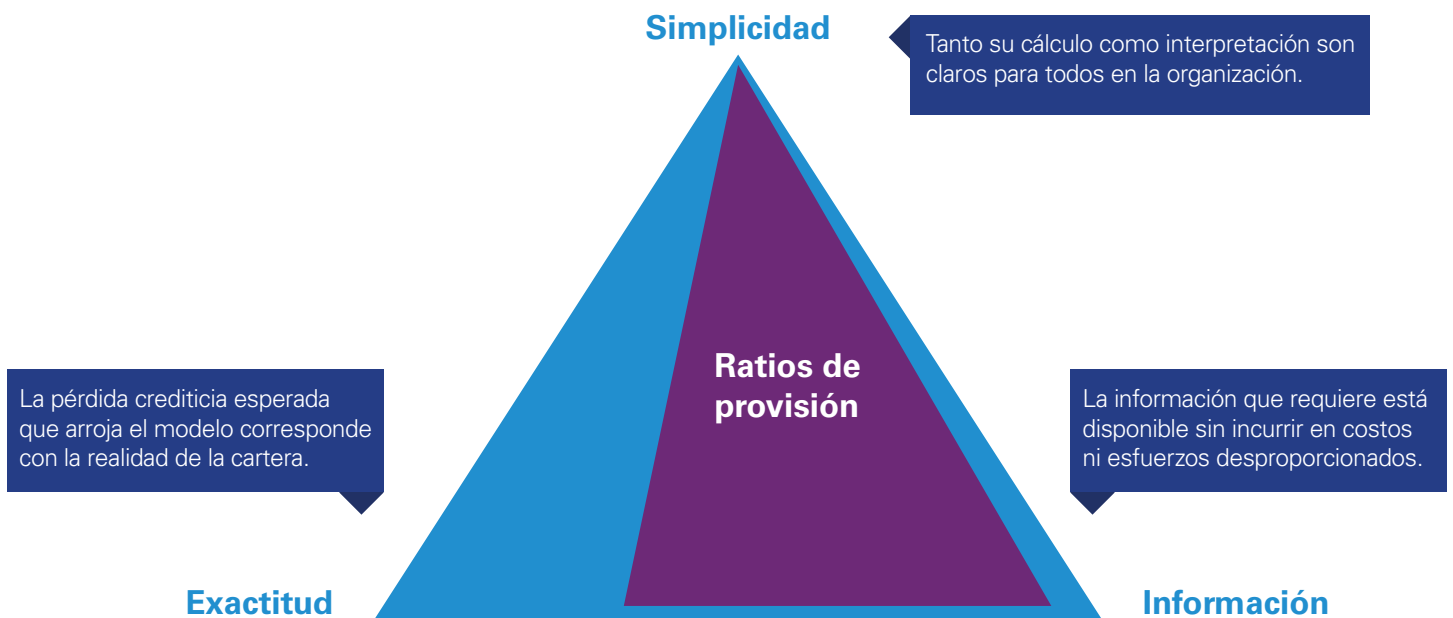 Simplicidad
Tanto su cálculo como interpretación son
claros para todos en la organización.
Ratios de
provisión
La pérdida crediticia esperada
que arroja el modelo corresponde
con la realidad de la cartera.
La información que requiere está
disponible sin incurrir en costos
ni esfuerzos desproporcionados.
Exactitud
Información